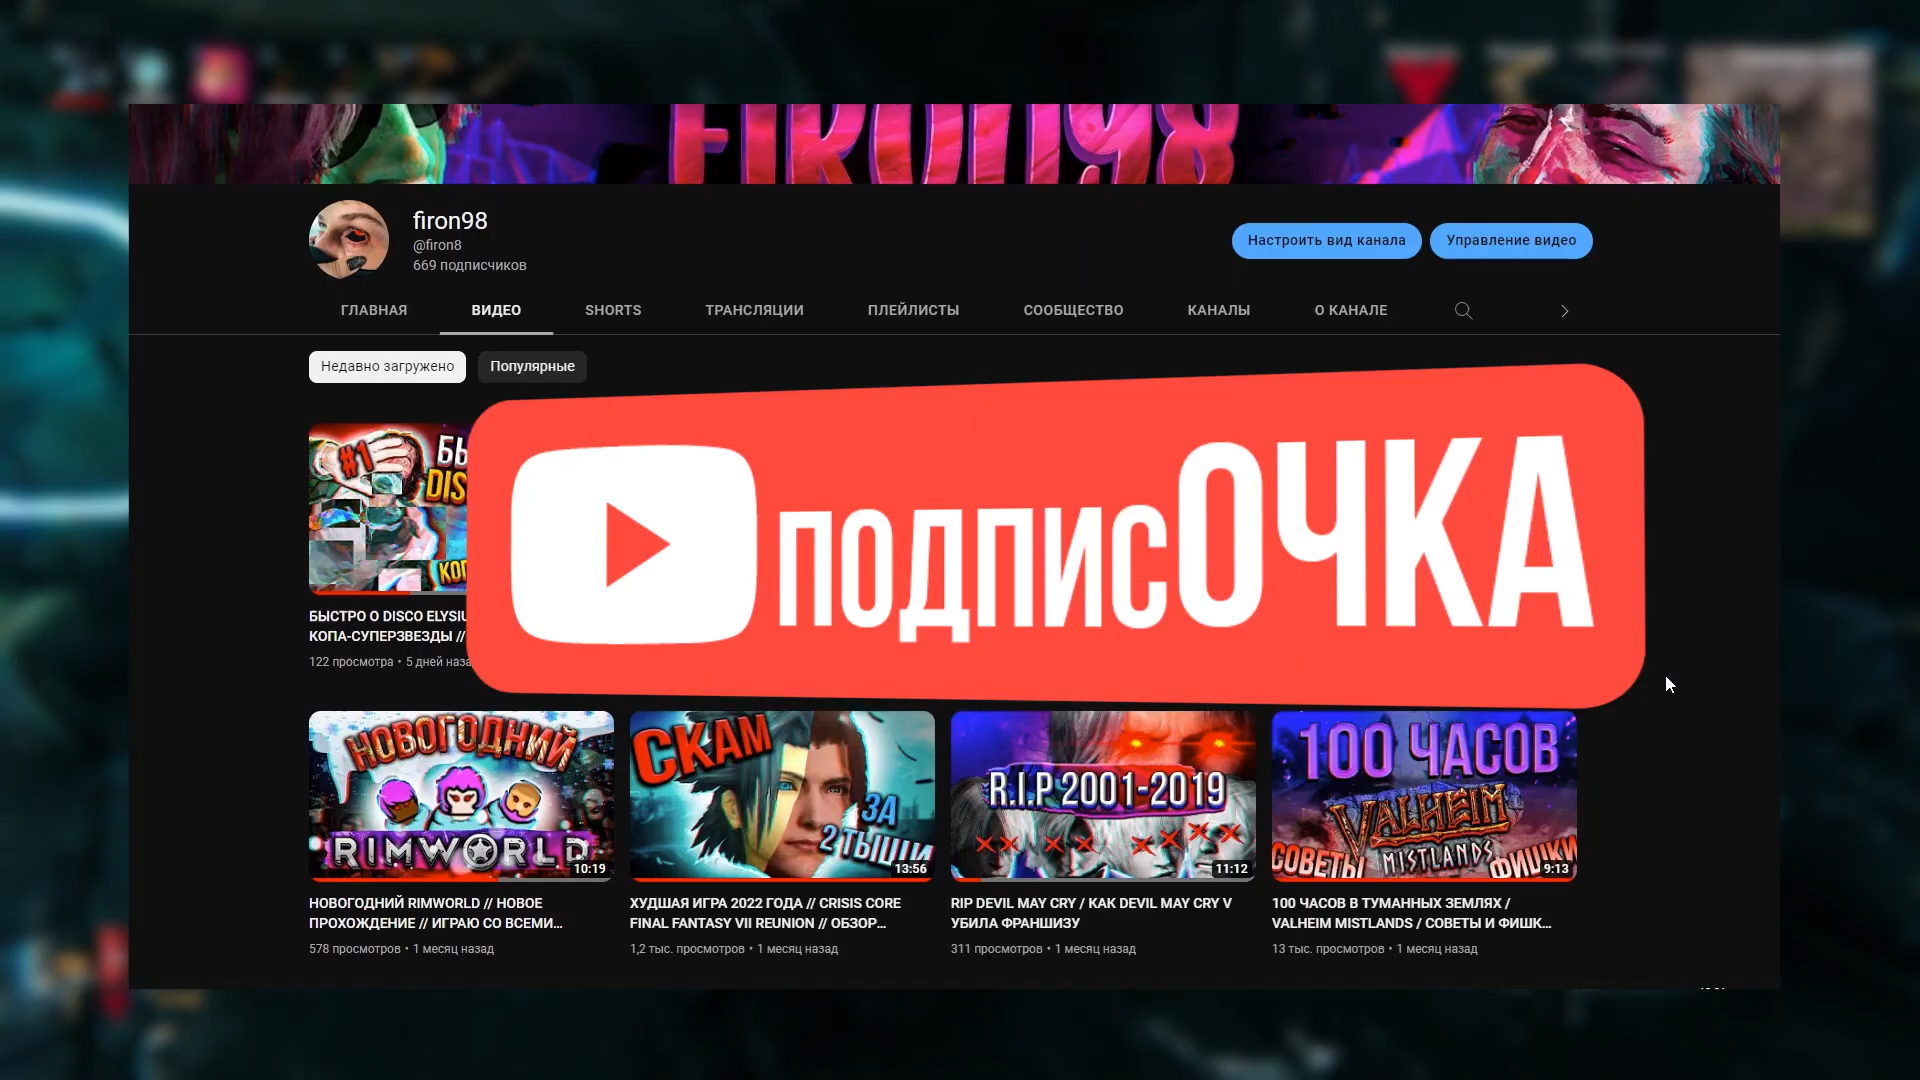 FIRON98
firon98
@firon8
669 подписчиков
Настроить вид канала
Управление видео
ГЛАВНАЯ
ВИДЕО
SHORTS
ТРАНСЛЯЦИИ
ПЛЕЙЛИСТЫ
СООБЩЕСТВО
КАНАЛЫ
О КАНАЛЕ
Недавно загружено
Популярные
#1
БЫ
DIS
КОП
ПОДПИСОЧКА
БЫСТРО О DISCO ELYSIU
КОПА-СУПЕРЗВЕЗДЫ //
122 просмотра • 5 дней наза
НОВОГОДНИЙ
RIMWORLD
10:19
СКАМ
ЗА
2 ТЫЩИ
13:56
R.I.P 2001-2019
11:12
100 ЧАСОВ
VALHEIM
MISTLANDS
СОВЕТЫ
ФИШКИ
9:13
НОВОГОДНИЙ RIMWORLD // НОВОЕ
ПРОХОЖДЕНИЕ // ИГРАЮ СО ВСЕМИ...
578 просмотров • 1 месяц назад
ХУДШАЯ ИГРА 2022 ГОДА // CRISIS CORE
FINAL FANTASY VII REUNION // ОБЗОР...
1,2 тыс. просмотров • 1 месяц назад
RIP DEVIL MAY CRY / КАК DEVIL MAY CRY V
УБИЛА ФРАНШИЗУ
311 просмотров • 1 месяц назад
100 ЧАСОВ В ТУМАННЫХ ЗЕМЛЯХ /
VALHEIM MISTLANDS / СОВЕТЫ И ФИШК...
13 тыс. просмотров • 1 месяц назад